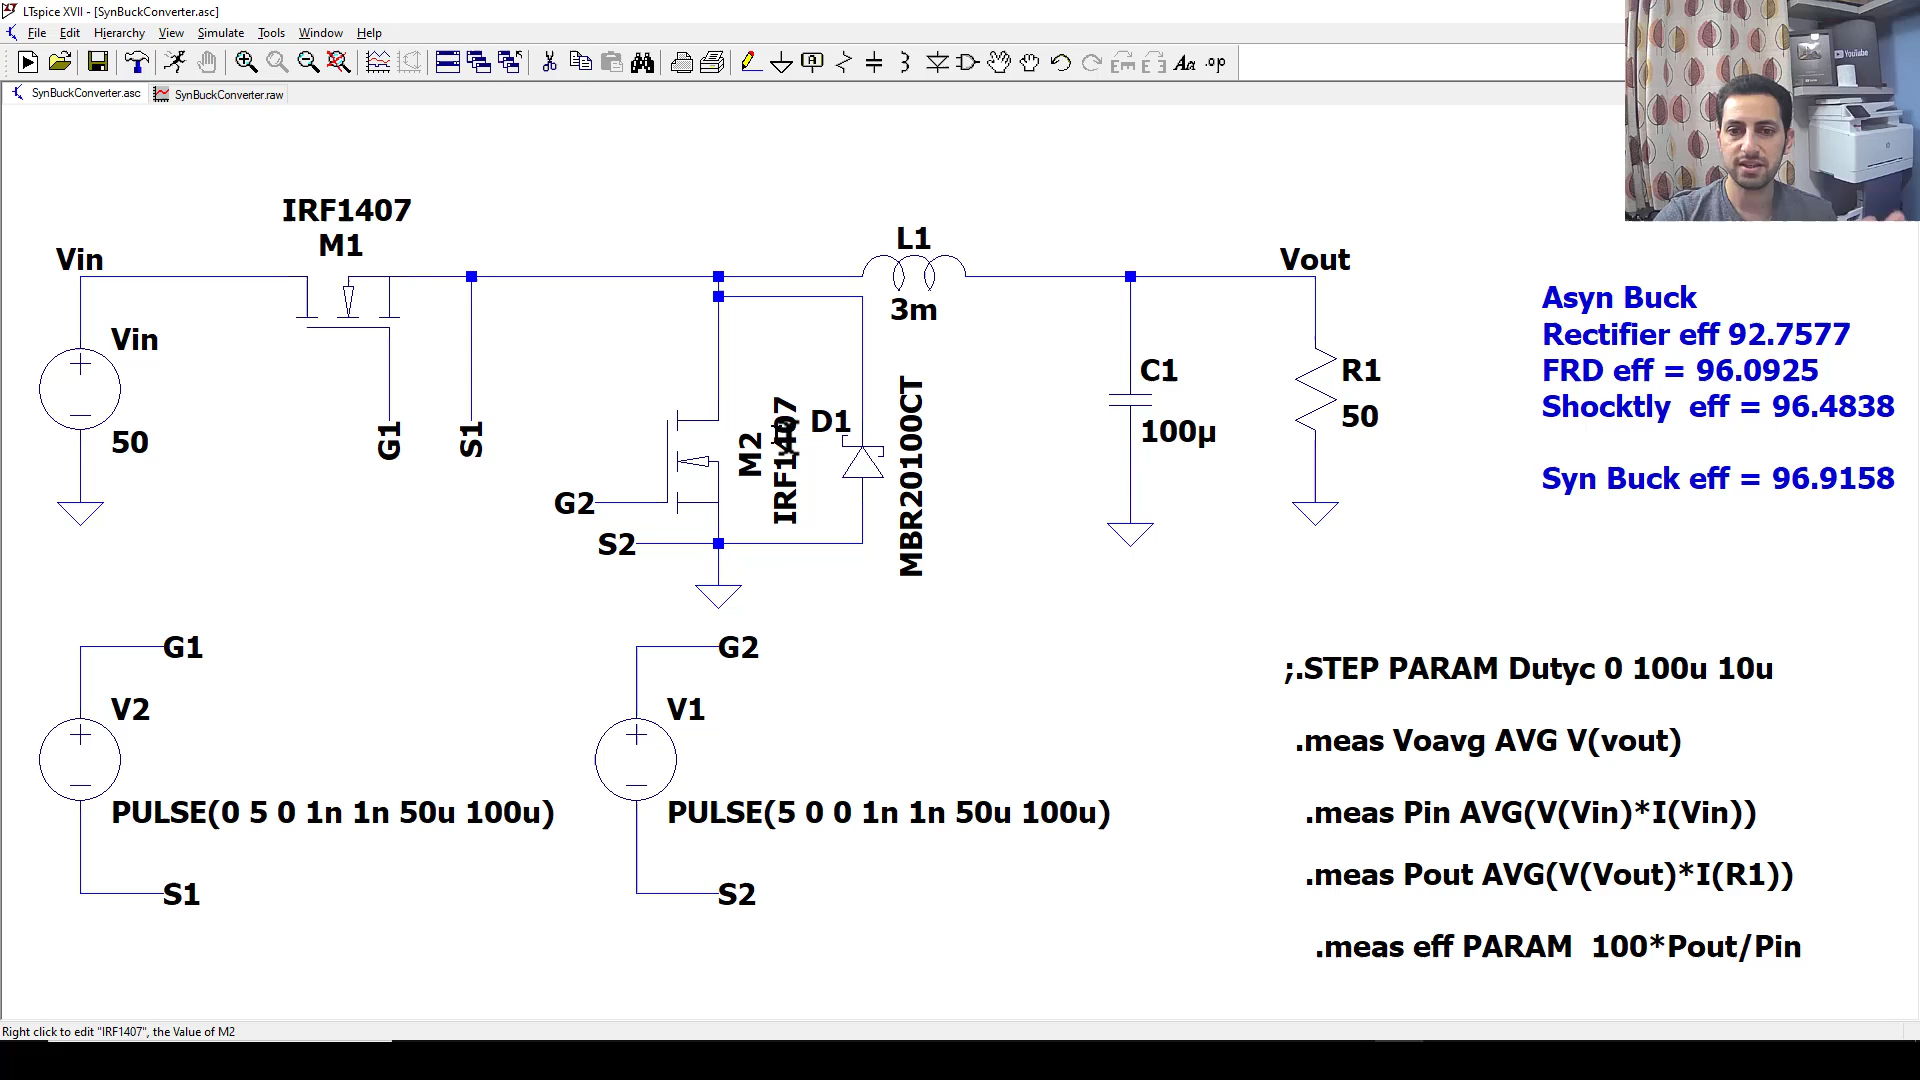 LTspice XVII - [SynBuckConverter.asc]
File Edit Hierarchy View Simulate Tools Window Help
SynBuckConverter.asc SynBuckConverter.raw
YouTube
IRF1407
M1
Vin
Vin
50
G1
S1
M2
IRF1407
G2
S2
D1
MBR20100CT
L1
3m
C1
100µ
Vout
R1
50
Asyn Buck
Rectifier eff 92.7577
FRD eff = 96.0925
Shocktly eff = 96.4838
Syn Buck eff = 96.9158
G1
V2
PULSE(0 5 0 1n 1n 50u 100u)
S1
G2
V1
PULSE(5 0 0 1n 1n 50u 100u)
S2
;.STEP PARAM Dutyc 0 100u 10u
.meas Voavg AVG V(vout)
.meas Pin AVG(V(Vin)*I(Vin))
.meas Pout AVG(V(Vout)*I(R1))
.meas eff PARAM 100*Pout/Pin
Right click to edit "IRF1407", the Value of M2